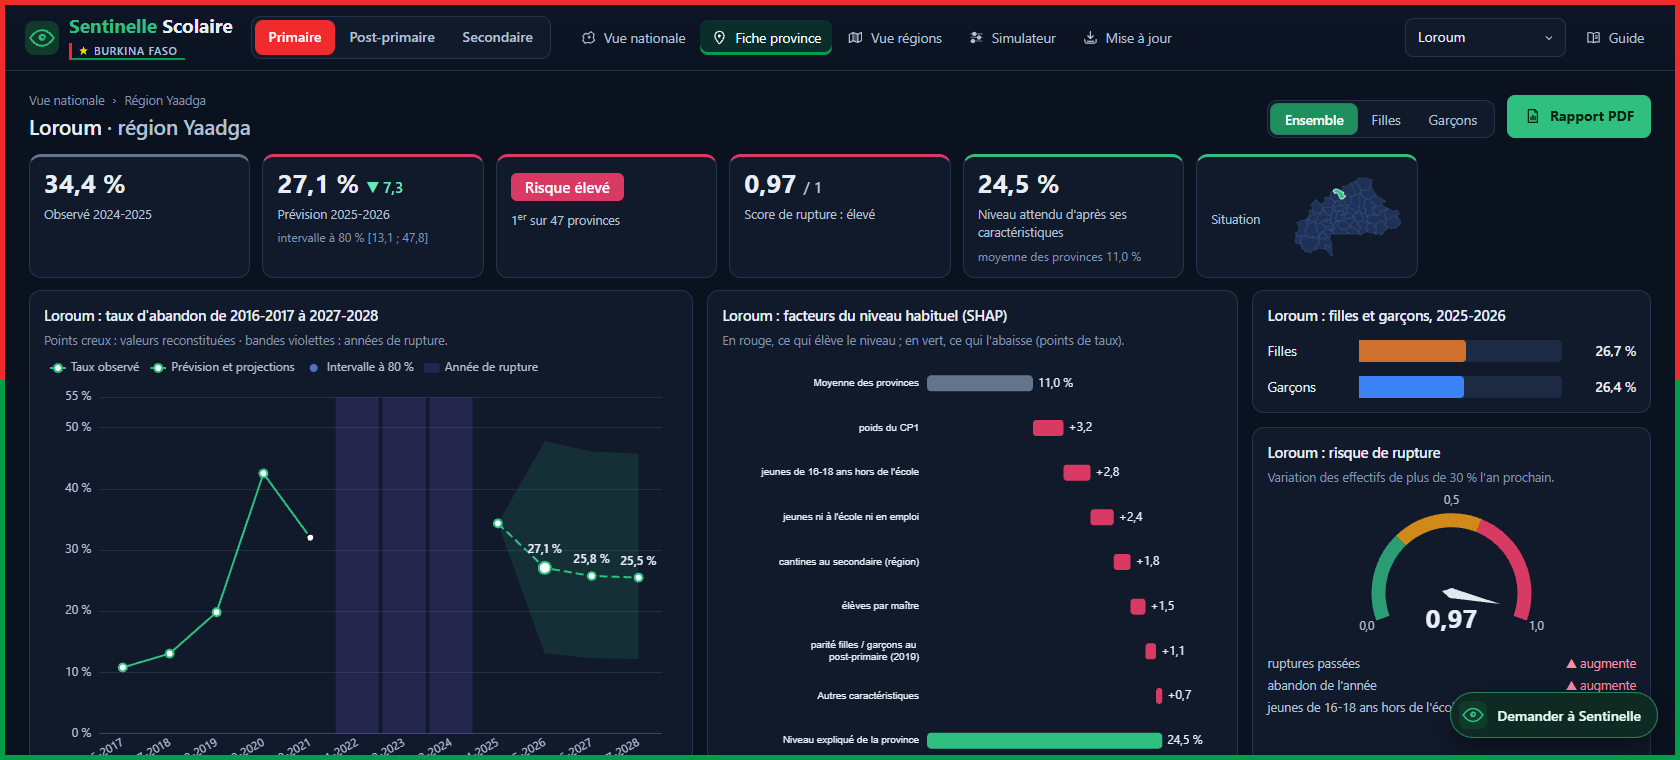 Sentinelle Scolaire
BURKINA FASO
Primaire
Post-primaire
Secondaire
Vue nationale
Fiche province
Vue régions
Simulateur
Mise à jour
Loroum
Guide
Vue nationale › Région Yaadga
Loroum · région Yaadga
Ensemble
Filles
Garçons
Rapport PDF
34,4 %
Observé 2024-2025
27,1 % ▼ 7,3
Prévision 2025-2026
intervalle à 80 % [13,1 ; 47,8]
Risque élevé
1er sur 47 provinces
0,97 / 1
Score de rupture : élevé
24,5 %
Niveau attendu d'après ses
caractéristiques
moyenne des provinces 11,0 %
Situation
Loroum : taux d'abandon de 2016-2017 à 2027-2028
Points creux : valeurs reconstituées · bandes violettes : années de rupture.
Taux observé
Prévision et projections
Intervalle à 80 %
Année de rupture
55 %
50 %
40 %
30 %
20 %
10 %
0 %
27,1 %
25,8 %
25,5 %
Loroum : facteurs du niveau habituel (SHAP)
En rouge, ce qui élève le niveau ; en vert, ce qui l'abaisse (points de taux).
Moyenne des provinces 11,0 %
poids du CP1 +3,2
jeunes de 16-18 ans hors de l'école +2,8
jeunes ni à l'école ni en emploi +2,4
cantines au secondaire (région) +1,8
élèves par maître +1,5
parité filles / garçons au
post-primaire (2019) +1,1
Autres caractéristiques +0,7
Niveau expliqué de la province 24,5 %
Loroum : filles et garçons, 2025-2026
Filles 26,7 %
Garçons 26,4 %
Loroum : risque de rupture
Variation des effectifs de plus de 30 % l'an prochain.
0,5
0,0
0,97
1,0
ruptures passées ▲ augmente
abandon de l'année ▲ augmente
jeunes de 16-18 ans hors de
Demander à Sentinelle